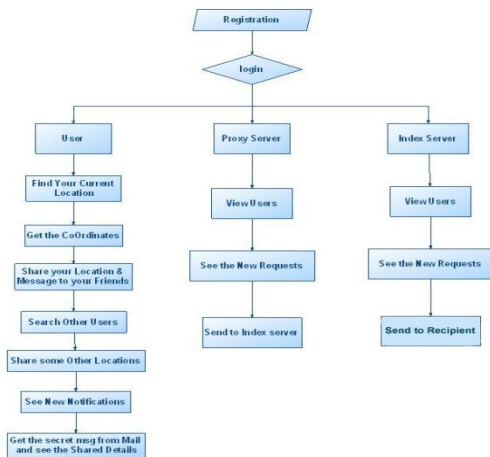 Registration
login
User
Find Your Current
Location
Get the CoOrdinates
Share your Location &
Message to your Friends
Search Other Users
Share some Other Locations
See New Notifications
Get the secret msg from Mail
and see the Shared Details
Proxy Server
View Users
See the New Requests
Send to Index server
Index Server
View Users
See the New Requests
Send to Recipient